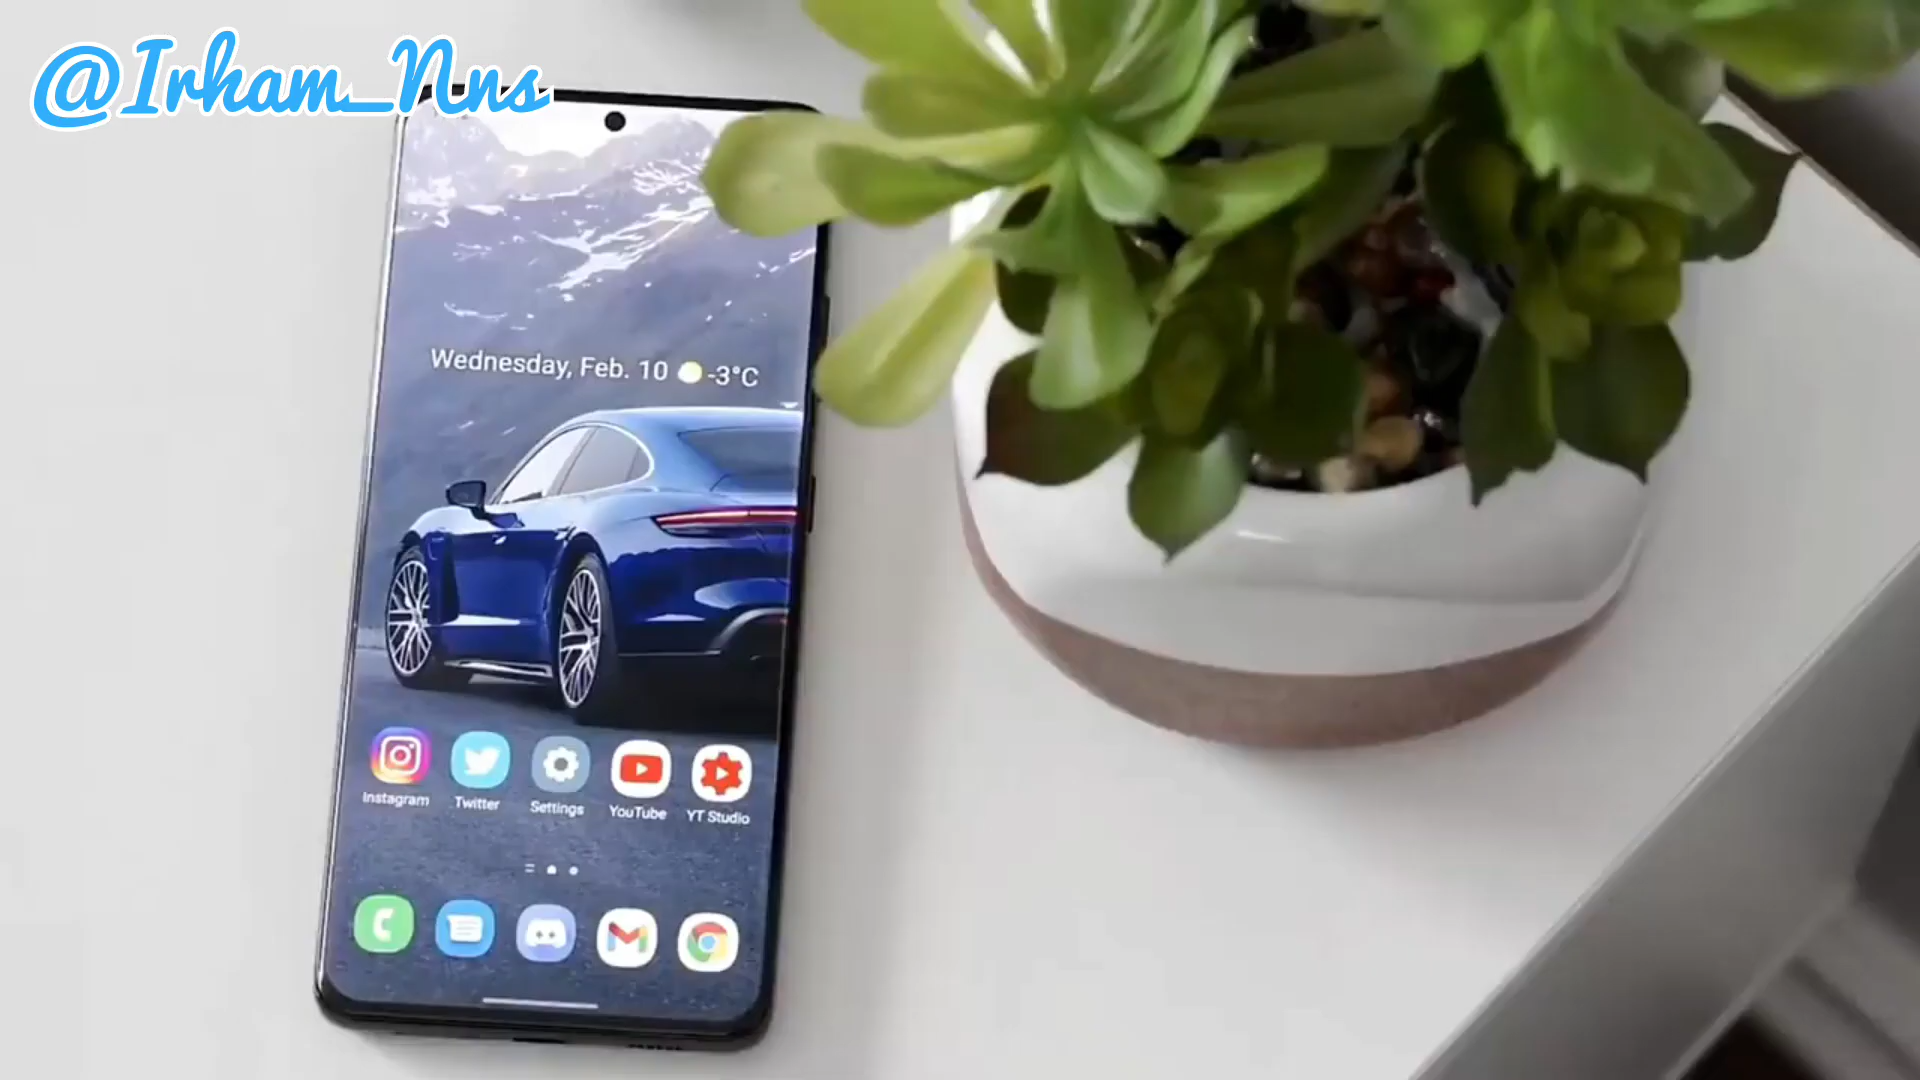 @Irham_Nns
Wednesday, Feb. 10 -3°C
Instagram Twitter Settings YouTube YT Studio